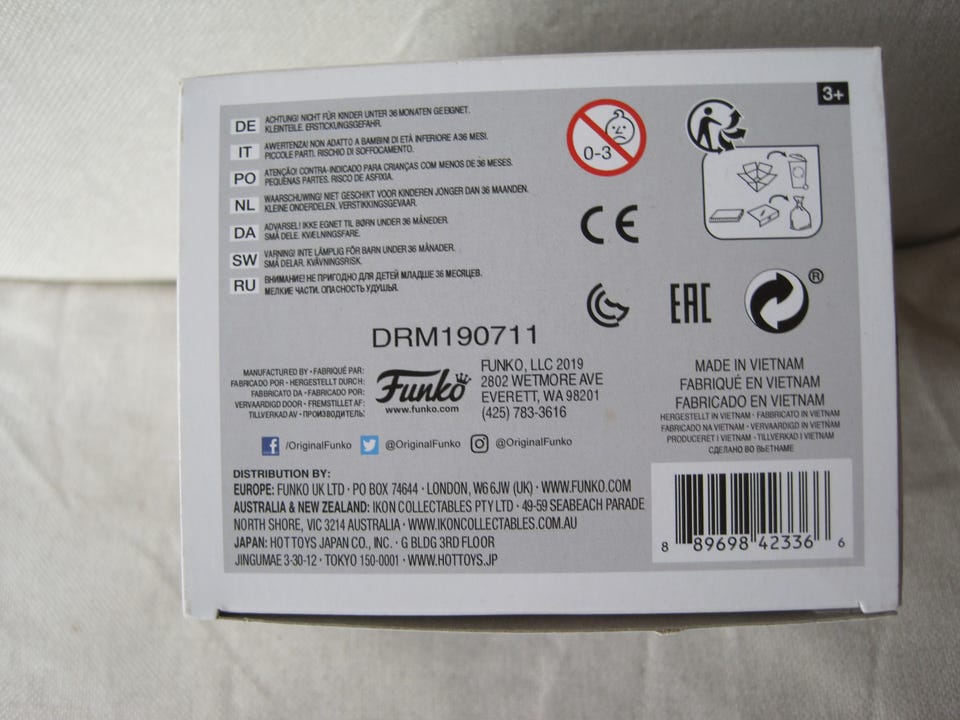 3+
DE ACHTUNG! NICHT FÜR KINDER UNTER 36 MONATEN GEEIGNET.
KLEINTEILE. ERSTICKUNGSGEFAHR.
IT AWERTENZA! NON ADATTO A BAMBINI DI ETÀ INFERIORE A36 MESI.
PICCOLE PARTI. RISCHIO DI SOFFOCAMENTO.
PO ATENÇÃO! CONTRA-INDICADO PARA CRIANÇAS COM MENOS DE 36 MESES.
PEQUENAS PARTES. RISCO DE ASFIXIA.
NL WAARSCHUWING! NIET GESCHIKT VOOR KINDEREN JONGER DAN 36 MAANDEN.
KLEINE ONDERDELEN. VERSTIKKINGSGEVAAR.
DA ADVARSEL! IKKE EGNET TIL BØRN UNDER 36 MÅNEDER.
SMÅ DELE. KVÆLNINGSFARE.
SW VARNING! INTE LÄMPLIG FÖR BARN UNDER 36 MÅNADER.
SMÅ DELAR. KVÄVNINGSRISK.
RU ВНИМАНИЕ! НЕ ПРИГОДНО ДЛЯ ДЕТЕЙ МЛАДШЕ 36 МЕСЯЦЕВ.
МЕЛКИЕ ЧАСТИ. ОПАСНОСТЬ УДУШЬЯ.
0-3
CE
EAC
®
DRM190711
MANUFACTURED BY • FABRIQUÉ PAR:
FABRICADO POR • HERGESTELLT DURCH:
FABBRICATO DA • FABRICADO POR:
VERVAARDIGD DOOR • FREMSTILLET AF:
TILLVERKAD AV • ПРОИЗВОДИТЕЛЬ:
Funko
www.funko.com
FUNKO, LLC 2019
2802 WETMORE AVE
EVERETT, WA 98201
(425) 783-3616
MADE IN VIETNAM
FABRIQUÉ EN VIETNAM
FABRICADO EN VIETNAM
HERGESTELLT IN VIETNAM • FABBRICATO IN VIETNAM
FABRICADO NA VIETNAM • VERVAARDIGD IN VIETNAM
PRODUCERET I VIETNAM • TILLVERKAD I VIETNAM
СДЕЛАНО ВО ВЬЕТНАМЕ
/OriginalFunko @OriginalFunko @OriginalFunko
DISTRIBUTION BY:
EUROPE: FUNKO UK LTD • PO BOX 74644 • LONDON, W6 6JW (UK) • WWW.FUNKO.COM
AUSTRALIA & NEW ZEALAND: IKON COLLECTABLES PTY LTD • 49-59 SEABEACH PARADE
NORTH SHORE, VIC 3214 AUSTRALIA • WWW.IKONCOLLECTABLES.COM.AU
JAPAN: HOT TOYS JAPAN CO., INC. • G BLDG 3RD FLOOR
JINGUMAE 3-30-12 • TOKYO 150-0001 • WWW.HOTTOYS.JP
8 89698 42336 6